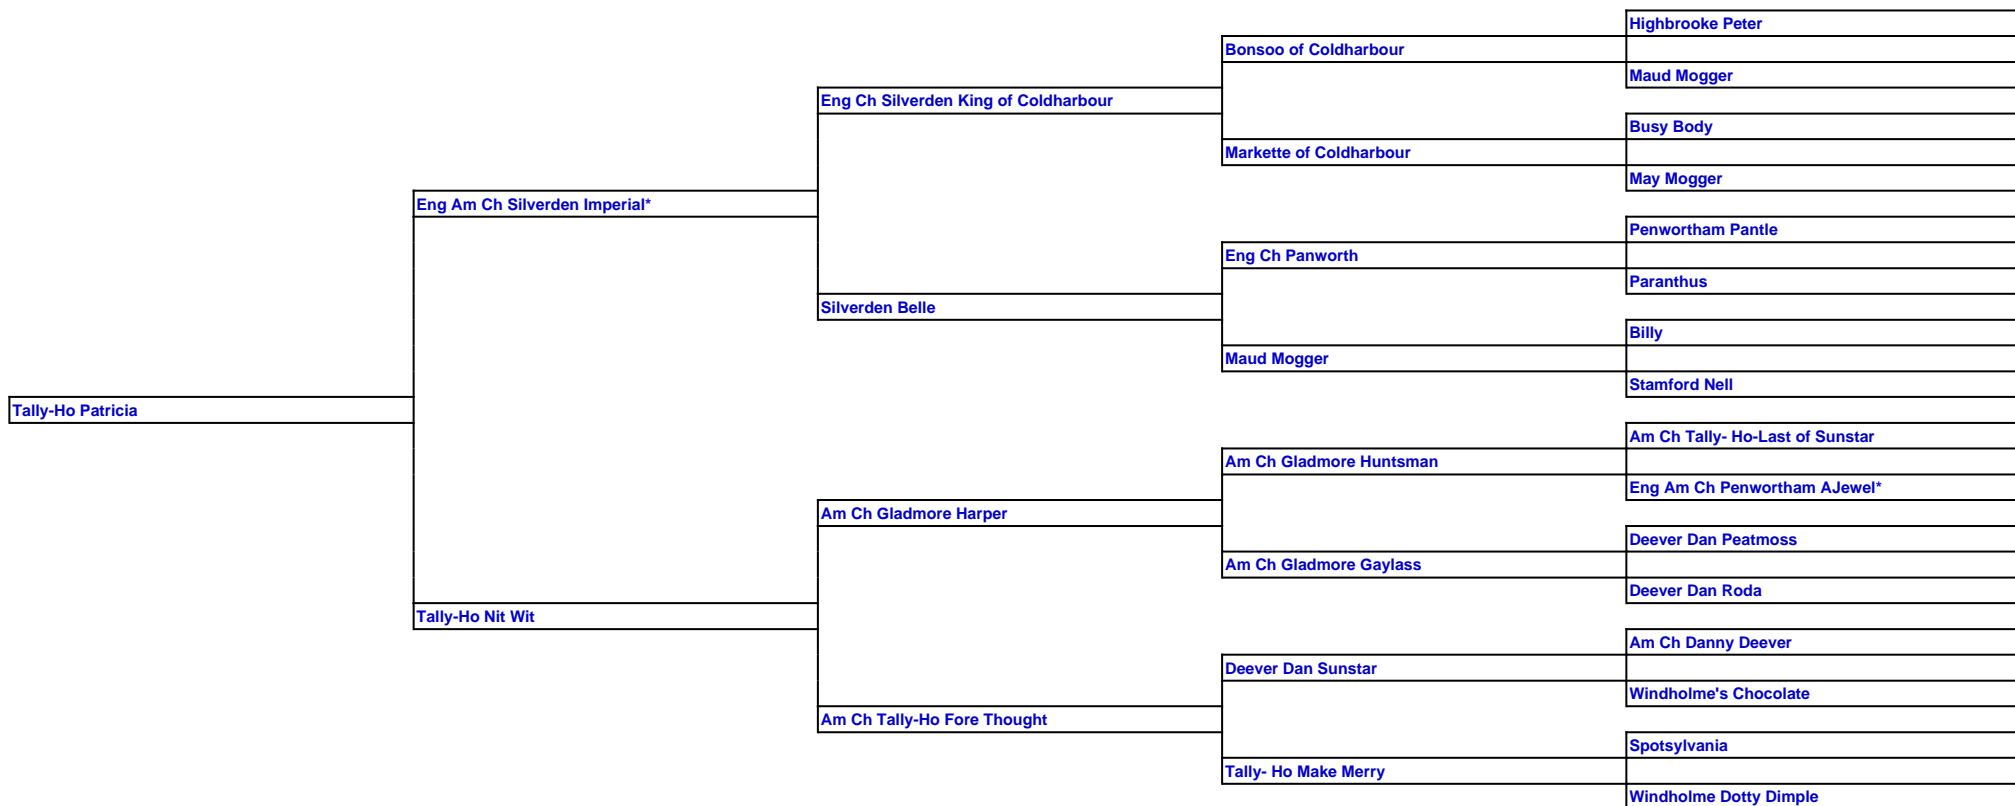 Highbrooke Peter
Bonsoo of Coldharbour
Maud Mogger
Eng Ch Silverden King of Coldharbour
Busy Body
Markette of Coldharbour
May Mogger
Eng Am Ch Silverden Imperial*
Penwortham Pantle
Eng Ch Panworth
Paranthus
Silverden Belle
Billy
Maud Mogger
Stamford Nell
Tally-Ho Patricia
Am Ch Tally- Ho-Last of Sunstar
Am Ch Gladmore Huntsman
Eng Am Ch Penwortham AJewel*
Am Ch Gladmore Harper
Deever Dan Peatmoss
Am Ch Gladmore Gaylass
Deever Dan Roda
Tally-Ho Nit Wit
Am Ch Danny Deever
Deever Dan Sunstar
Windholme's Chocolate
Am Ch Tally-Ho Fore Thought
Spotsylvania
Tally- Ho Make Merry
Windholme Dotty Dimple